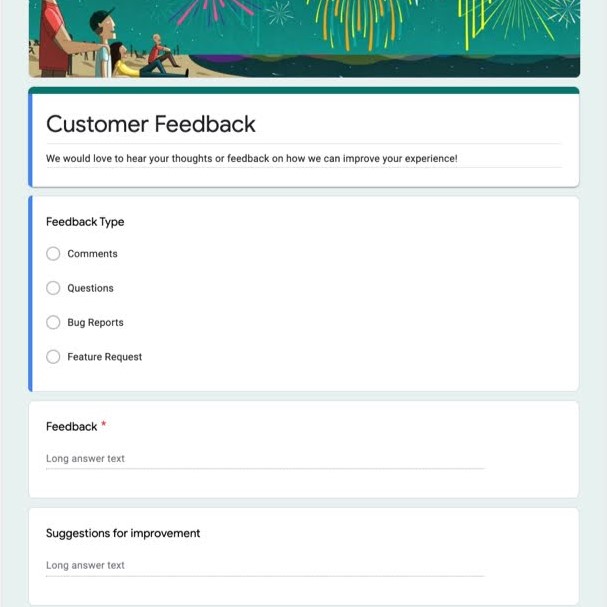 Customer Feedback
We would love to hear your thoughts or feedback on how we can improve your experience!
Feedback Type
Comments
Questions
Bug Reports
Feature Request
Feedback *
Long answer text
Suggestions for improvement
Long answer text